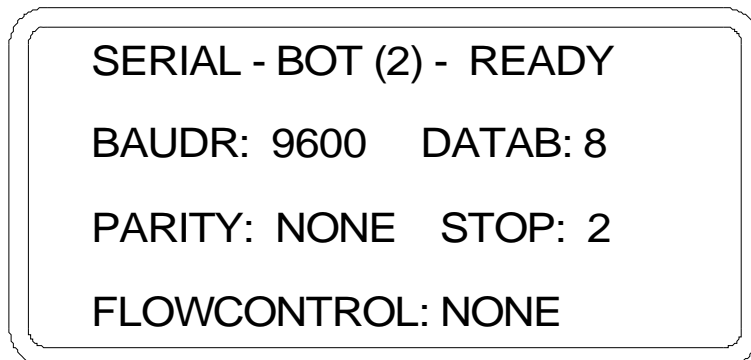 SERIAL - BOT (2) - READY
BAUDR: 9600 DATAB: 8
PARITY: NONE STOP: 2
FLOWCONTROL: NONE